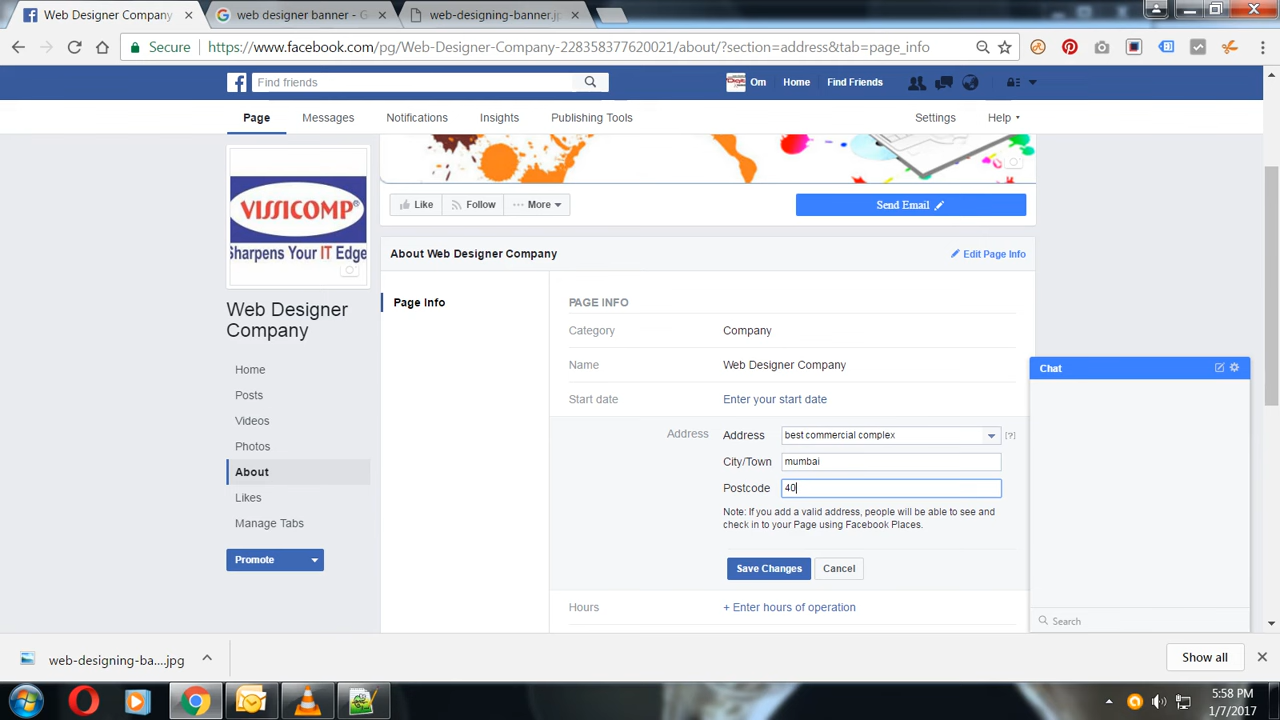 Web Designer Company
web designer banner - G
web-designing-banner.j
Secure
https://www.facebook.com/pg/Web-Designer-Company-228358377620021/about/?section=address&tab=page_info
Find friends
Om
Home
Find Friends
Page
Messages
Notifications
Insights
Publishing Tools
Settings
Help
VISSICOMP®
Sharpens Your IT Edge
Like
Follow
More
Send Email
About Web Designer Company
Edit Page Info
Web Designer
Company
Home
Posts
Videos
Photos
About
Likes
Manage Tabs
Promote
Page Info
PAGE INFO
Category Company
Name Web Designer Company
Start date Enter your start date
Address
Address best commercial complex [?]
City/Town mumbai
Postcode 40
Note: If you add a valid address, people will be able to see and
check in to your Page using Facebook Places.
Save Changes Cancel
Hours + Enter hours of operation
Chat
Search
web-designing-ba....jpg
Show all
5:58 PM
1/7/2017